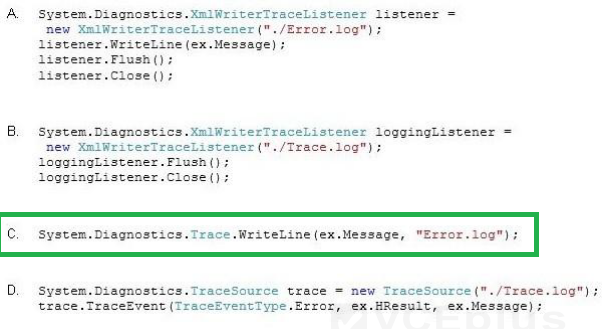 A. System.Diagnostics.XmlWriterTraceListener listener =
new XmlWriterTraceListener("./Error.log");
listener.WriteLine(ex.Message);
listener.Flush();
listener.Close();
B. System.Diagnostics.XmlWriterTraceListener loggingListener =
new XmlWriterTraceListener("./Trace.log");
loggingListener.Flush();
loggingListener.Close();
C. System.Diagnostics.Trace.WriteLine(ex.Message, "Error.log");
D. System.Diagnostics.TraceSource trace = new TraceSource("./Trace.log");
trace.TraceEvent(TraceEventType.Error, ex.HResult, ex.Message);
VCEplus